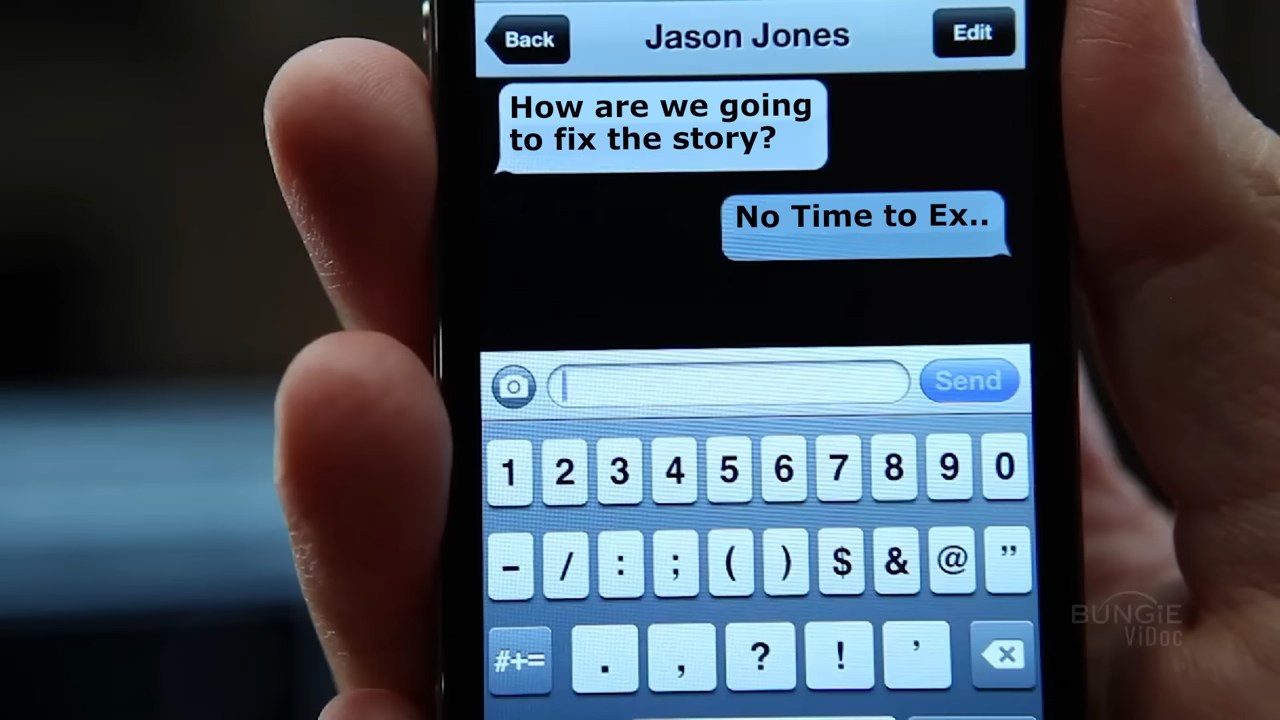 Back Jason Jones Edit
How are we going
to fix the story?
No Time to Ex..
Send
1 2 3 4 5 6 7 8 9 0
- / : ; ( ) $ & @ ”
#+= . , ? ! ’
BUNGiE
ViDoc